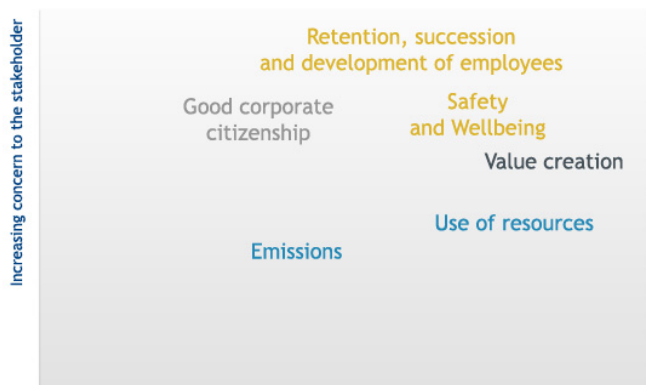 Increasing concern to the stakeholder
Retention, succession
and development of employees
Good corporate
citizenship
Safety
and Wellbeing
Value creation
Use of resources
Emissions